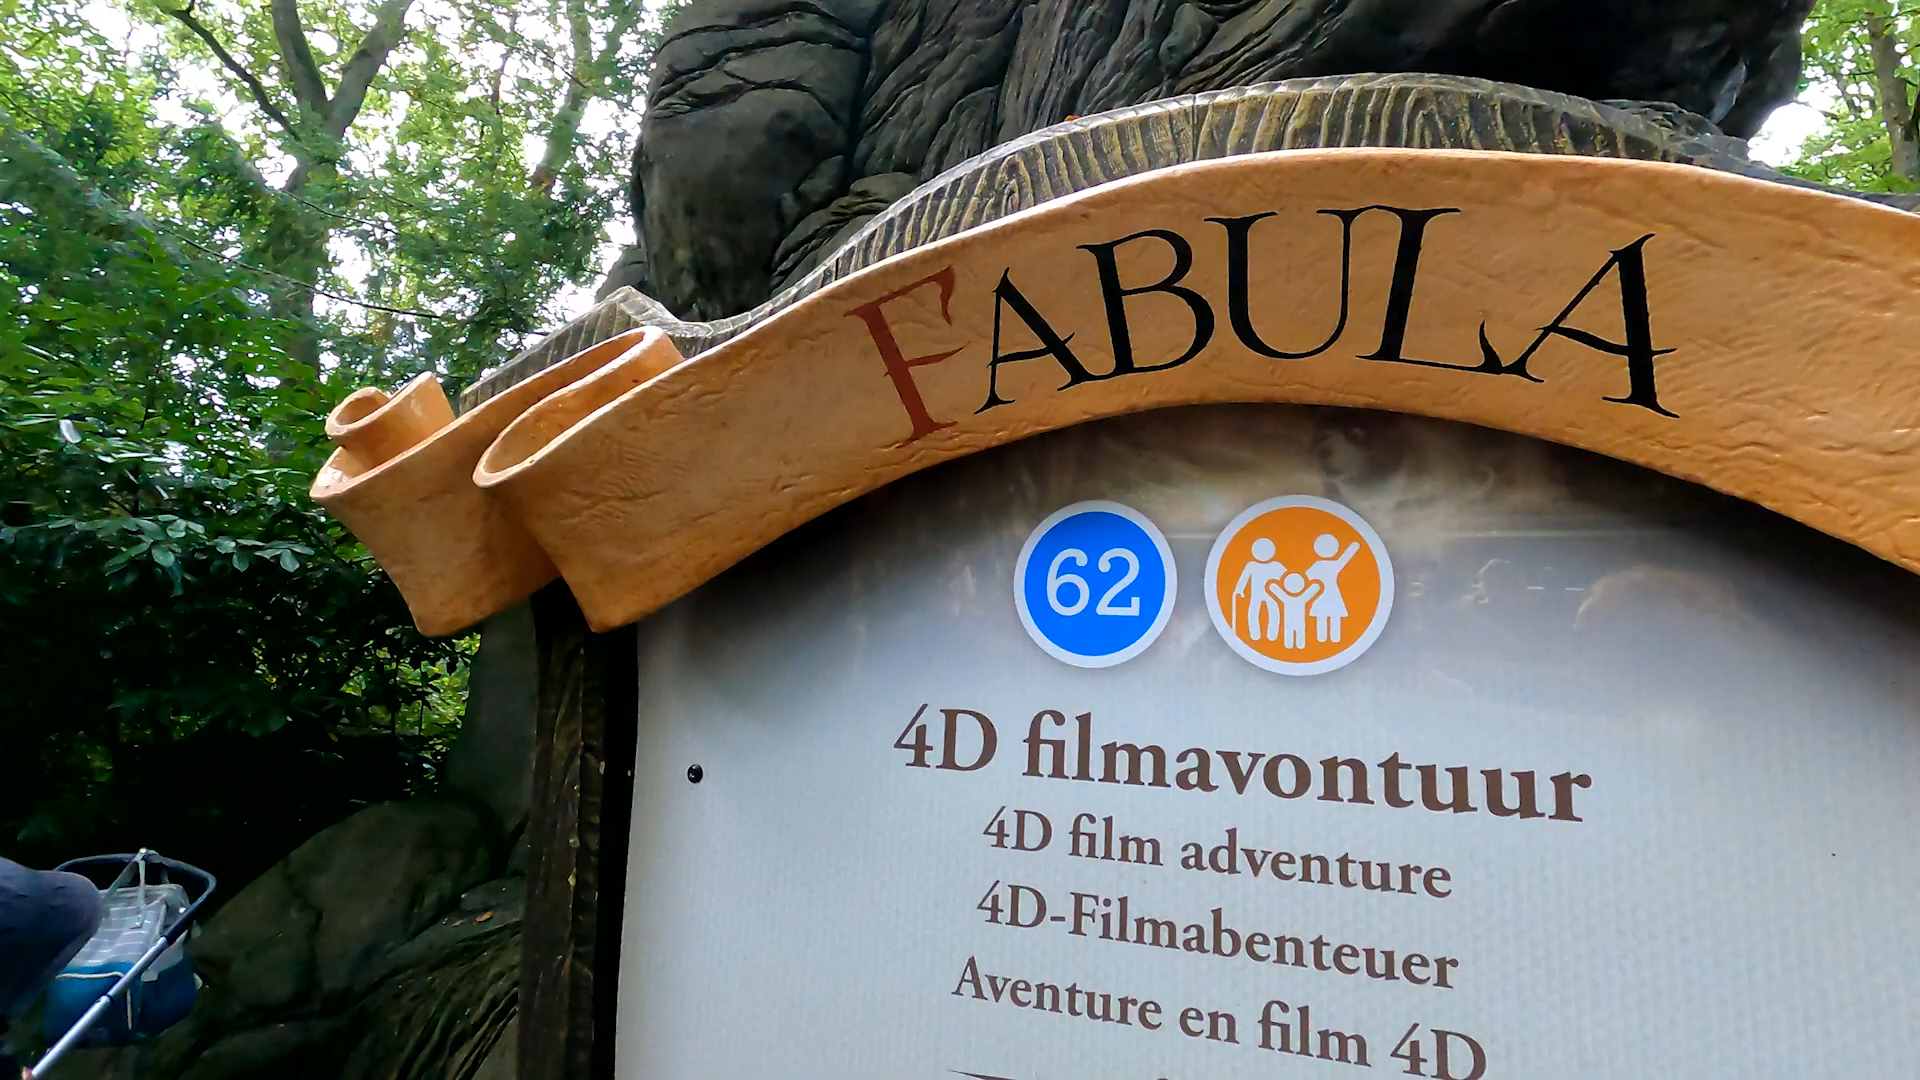 FABULA
62
4D filmavontuur
4D film adventure
4D-Filmabenteuer
Aventure en film 4D